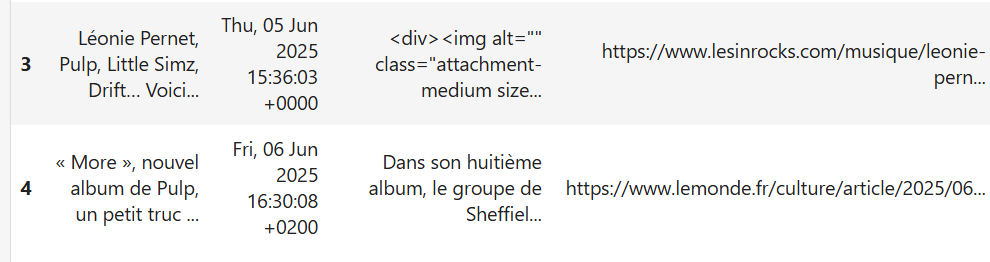 3
Léonie Pernet,
Pulp, Little Simz,
Drift… Voici...
Thu, 05 Jun
2025
15:36:03
+0000
<div><img alt=""
class="attachment-
medium size...
https://www.lesinrocks.com/musique/leonie-
pern...
4
« More », nouvel
album de Pulp,
un petit truc ...
Fri, 06 Jun
2025
16:30:08
+0200
Dans son huitième
album, le groupe de
Sheffiel...
https://www.lemonde.fr/culture/article/2025/06...